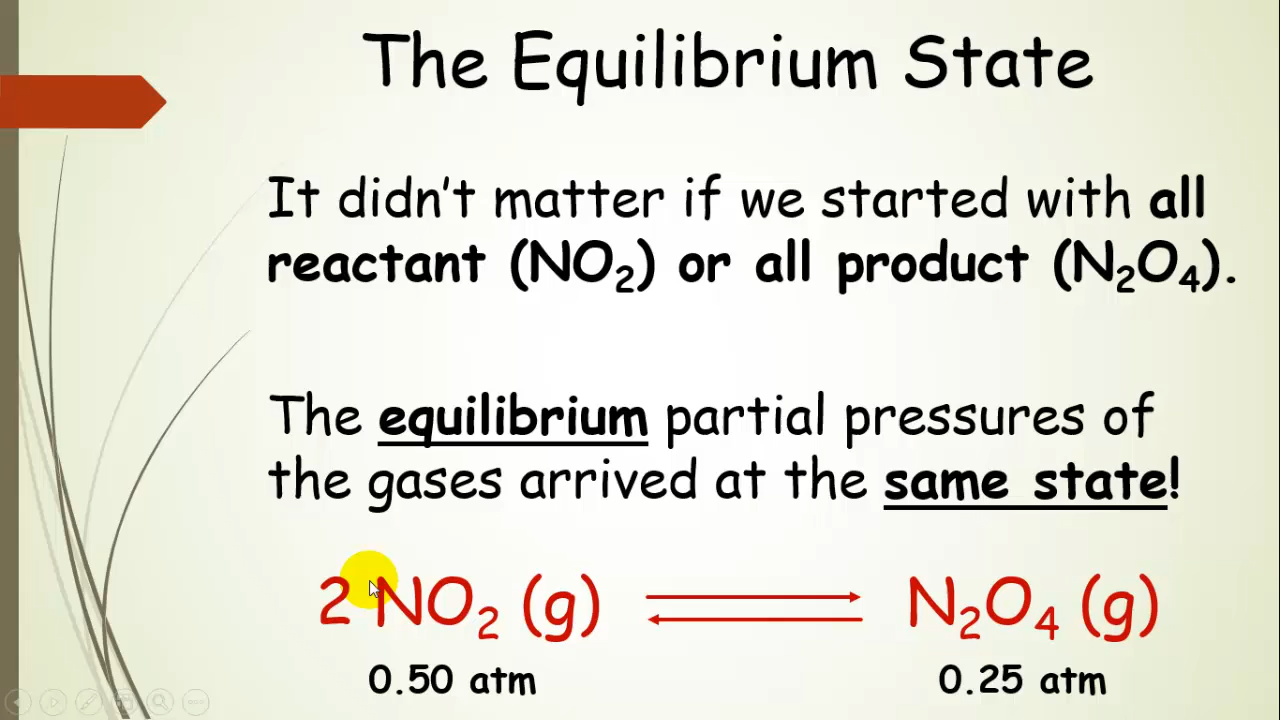 The Equilibrium State
It didn't matter if we started with all
reactant (NO₂) or all product (N₂O₄).
The equilibrium partial pressures of
the gases arrived at the same state!
2 NO₂ (g) ⇌ N₂O₄ (g)
0.50 atm 0.25 atm